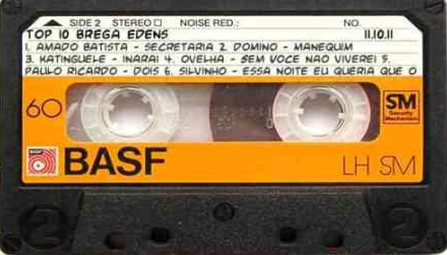 SIDE 2 STEREO NOISE RED.: NO.
TOP 10 BREGA EDENS 11.10.11
1. AMADO BATISTA - SECRETARIA 2. DOMINO - MANEQUIM
3. KATINGUELE - INARAI 4. OVELHA - SEM VOCE NAO VIVEREI 5.
PAULO RICARDO - DOIS 6. SILVINHO - ESSA NOITE EU QUERIA QUE O
60
SM
Security
Mechanism
BASF
BASF
LH SM
2
2